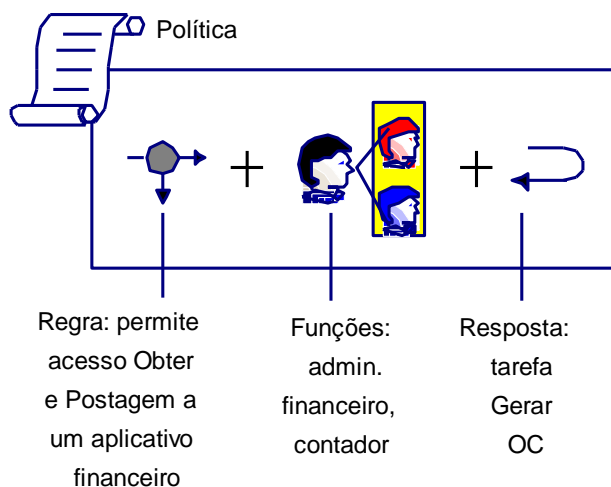 Política
Regra: permite
acesso Obter
e Postagem a
um aplicativo
financeiro
Funções:
admin.
financeiro,
contador
Resposta:
tarefa
Gerar
OC